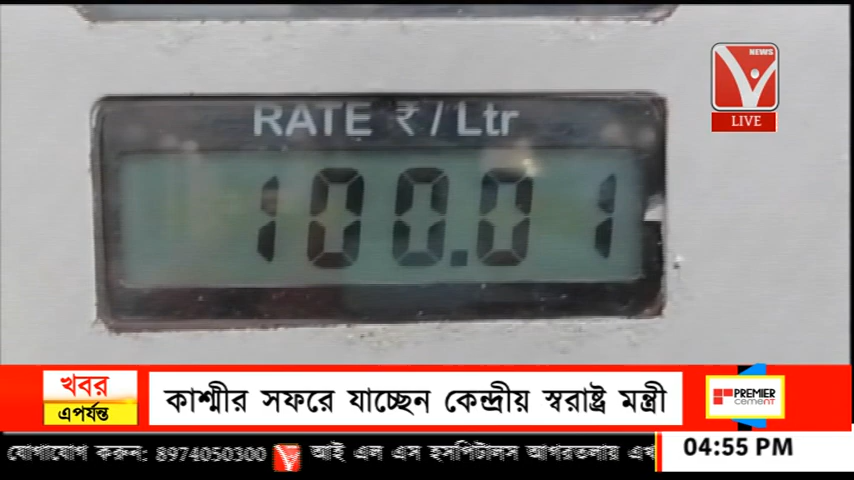 NEWS
LIVE
RATE ₹ / Ltr
100.01
খবর
এপর্যন্ত
কাশ্মীর সফরে যাচ্ছেন কেন্দ্রীয় স্বরাষ্ট্র মন্ত্রী
PREMIER
cement
যোগাযোগ করুন: 8974050300 আই এল এস হসপিটালস আগরতলায় এখ
04:55 PM